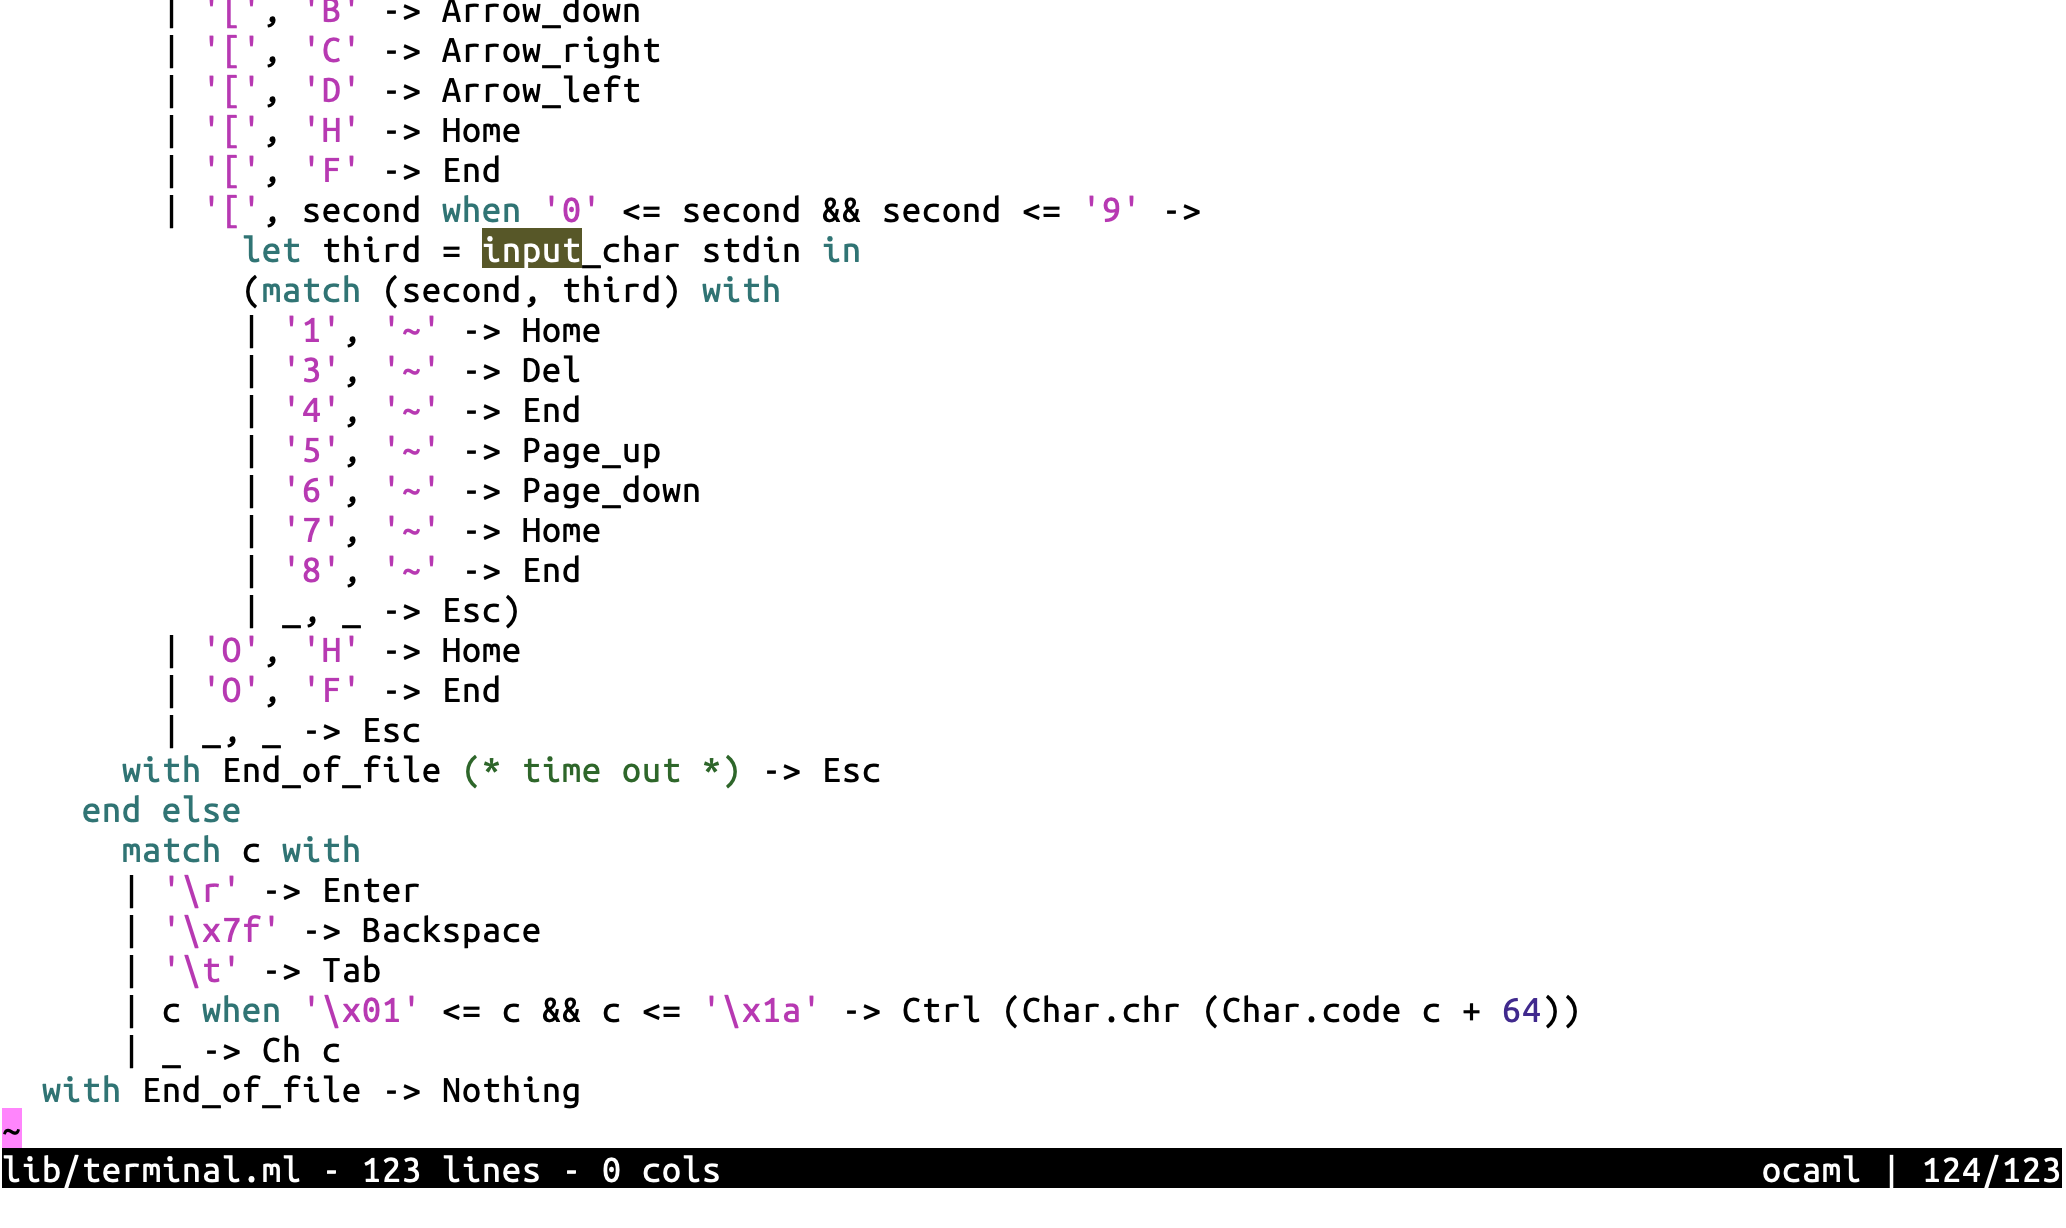 | '[', 'B' -> Arrow_down
| '[', 'C' -> Arrow_right
| '[', 'D' -> Arrow_left
| '[', 'H' -> Home
| '[', 'F' -> End
| '[', second when '0' <= second && second <= '9' ->
let third = input_char stdin in
(match (second, third) with
| '1', '~' -> Home
| '3', '~' -> Del
| '4', '~' -> End
| '5', '~' -> Page_up
| '6', '~' -> Page_down
| '7', '~' -> Home
| '8', '~' -> End
| _, _ -> Esc)
| 'O', 'H' -> Home
| 'O', 'F' -> End
| _, _ -> Esc
with End_of_file (* time out *) -> Esc
end else
match c with
| '\r' -> Enter
| '\x7f' -> Backspace
| '\t' -> Tab
| c when '\x01' <= c && c <= '\x1a' -> Ctrl (Char.chr (Char.code c + 64))
| _ -> Ch c
with End_of_file -> Nothing
~
lib/terminal.ml - 123 lines - 0 cols ocaml | 124/123